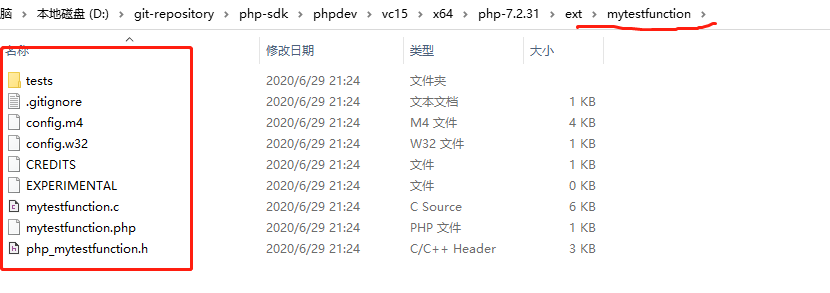 脑 › 本地磁盘 (D:) › git-repository › php-sdk › phpdev › vc15 › x64 › php-7.2.31 › ext › mytestfunction ›
名称 修改日期 类型 大小
tests 2020/6/29 21:24 文件夹
.gitignore 2020/6/29 21:24 文本文档 1 KB
config.m4 2020/6/29 21:24 M4 文件 4 KB
config.w32 2020/6/29 21:24 W32 文件 1 KB
CREDITS 2020/6/29 21:24 文件 1 KB
EXPERIMENTAL 2020/6/29 21:24 文件 0 KB
mytestfunction.c 2020/6/29 21:24 C Source 6 KB
mytestfunction.php 2020/6/29 21:24 PHP 文件 1 KB
php_mytestfunction.h 2020/6/29 21:24 C/C++ Header 3 KB